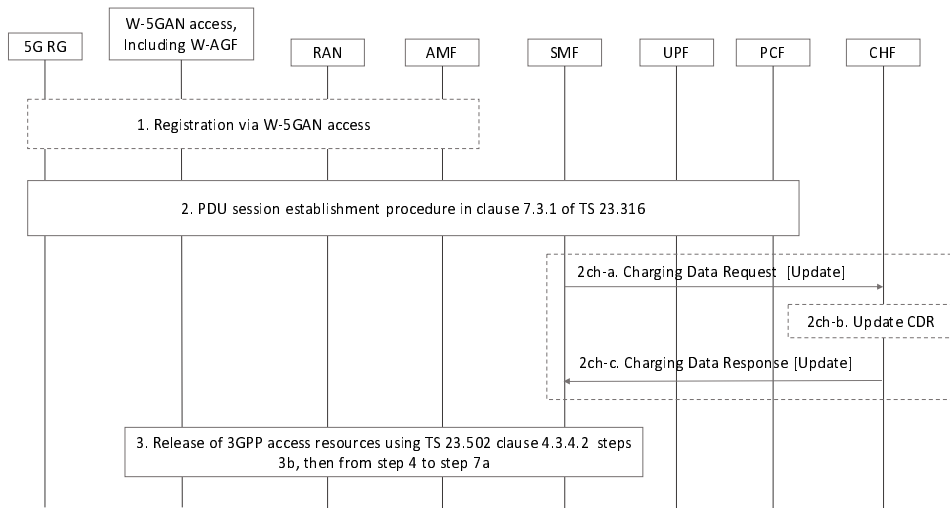 5G RG
W-5GAN access,
Including W-AGF
RAN
AMF
SMF
UPF
PCF
CHF
1. Registration via W-5GAN access
2. PDU session establishment procedure in clause 7.3.1 of TS 23.316
2ch-a. Charging Data Request [Update]
2ch-b. Update CDR
2ch-c. Charging Data Response [Update]
3. Release of 3GPP access resources using TS 23.502 clause 4.3.4.2 steps
3b, then from step 4 to step 7a